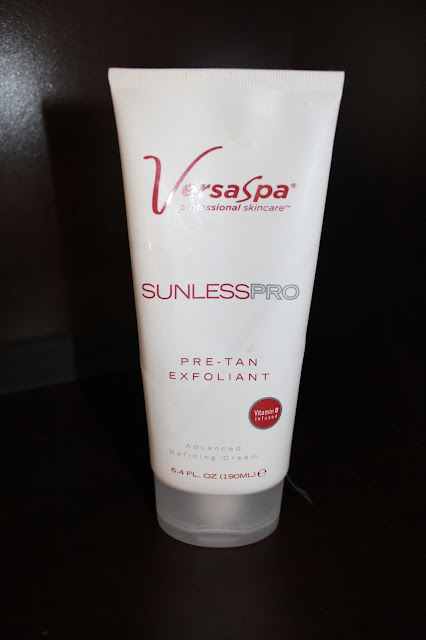 VersaSpa®
professional skincare™
SUNLESSPRO
PRE-TAN
EXFOLIANT
Vitamin D
infused
Advanced
Refining Cream
6.4 FL. OZ (190ML) ℮